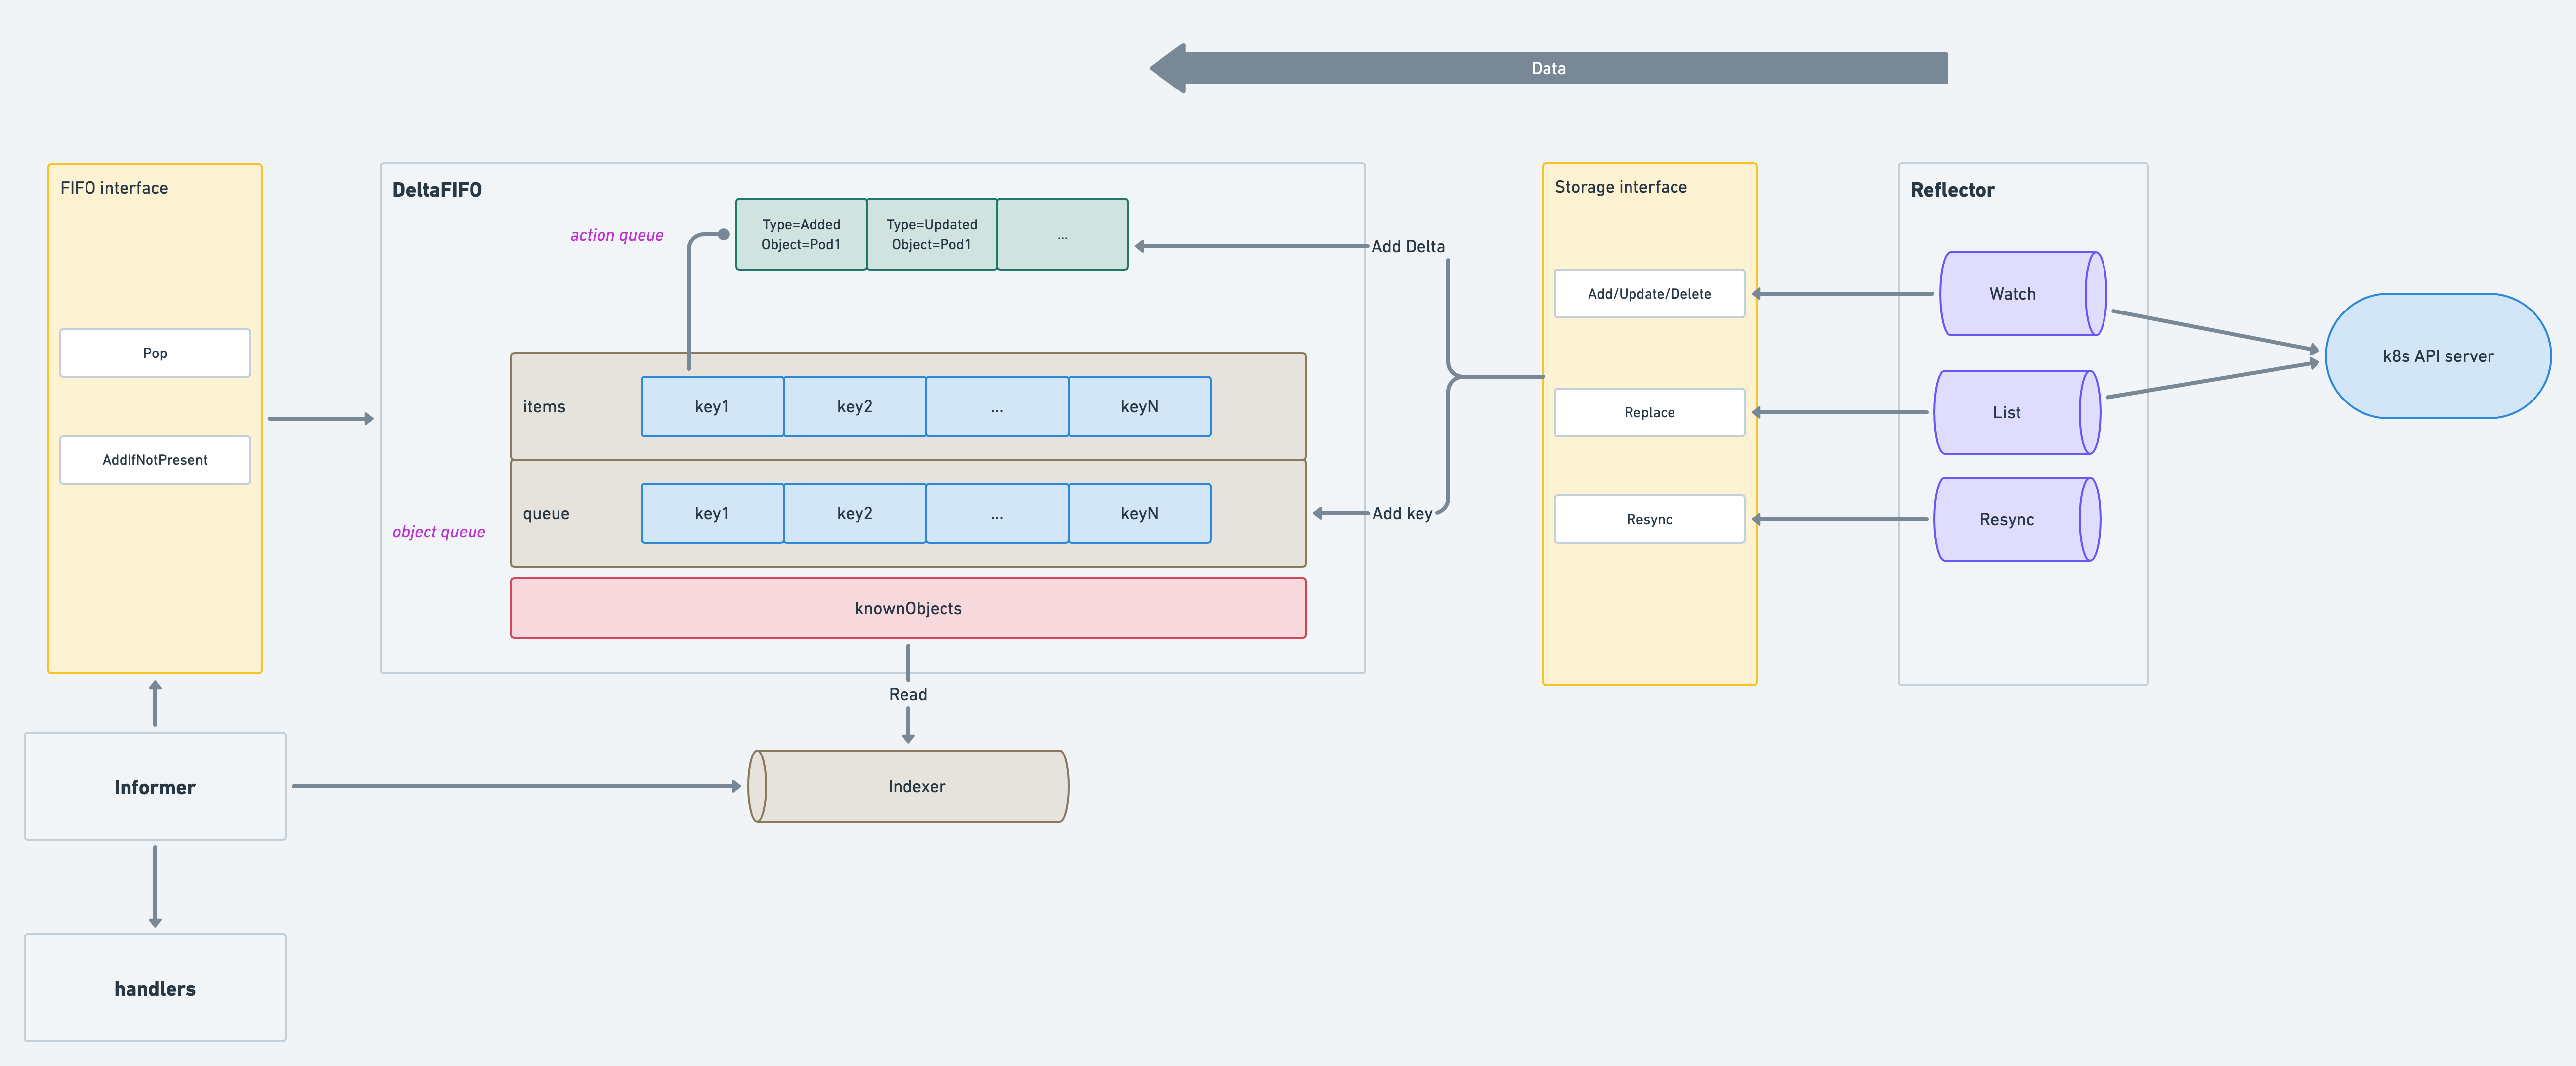 Data
FIFO interface
Pop
AddIfNotPresent
DeltaFIFO
action queue
Type=Added
Object=Pod1
Type=Updated
Object=Pod1
...
Add Delta
items
key1
key2
...
keyN
queue
key1
key2
...
keyN
object queue
Add key
knownObjects
Read
Indexer
Storage interface
Add/Update/Delete
Replace
Resync
Reflector
Watch
List
Resync
k8s API server
Informer
handlers